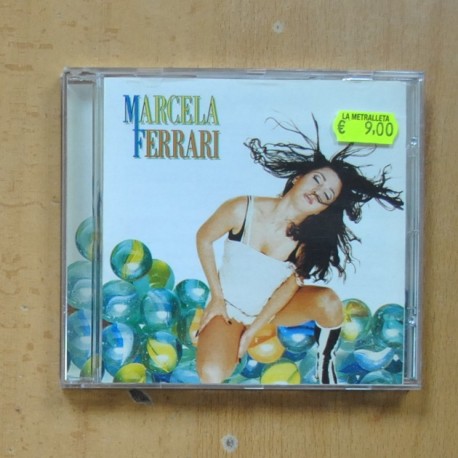 MARCELA
FERRARI
LA METRALLETA
€ 9,00